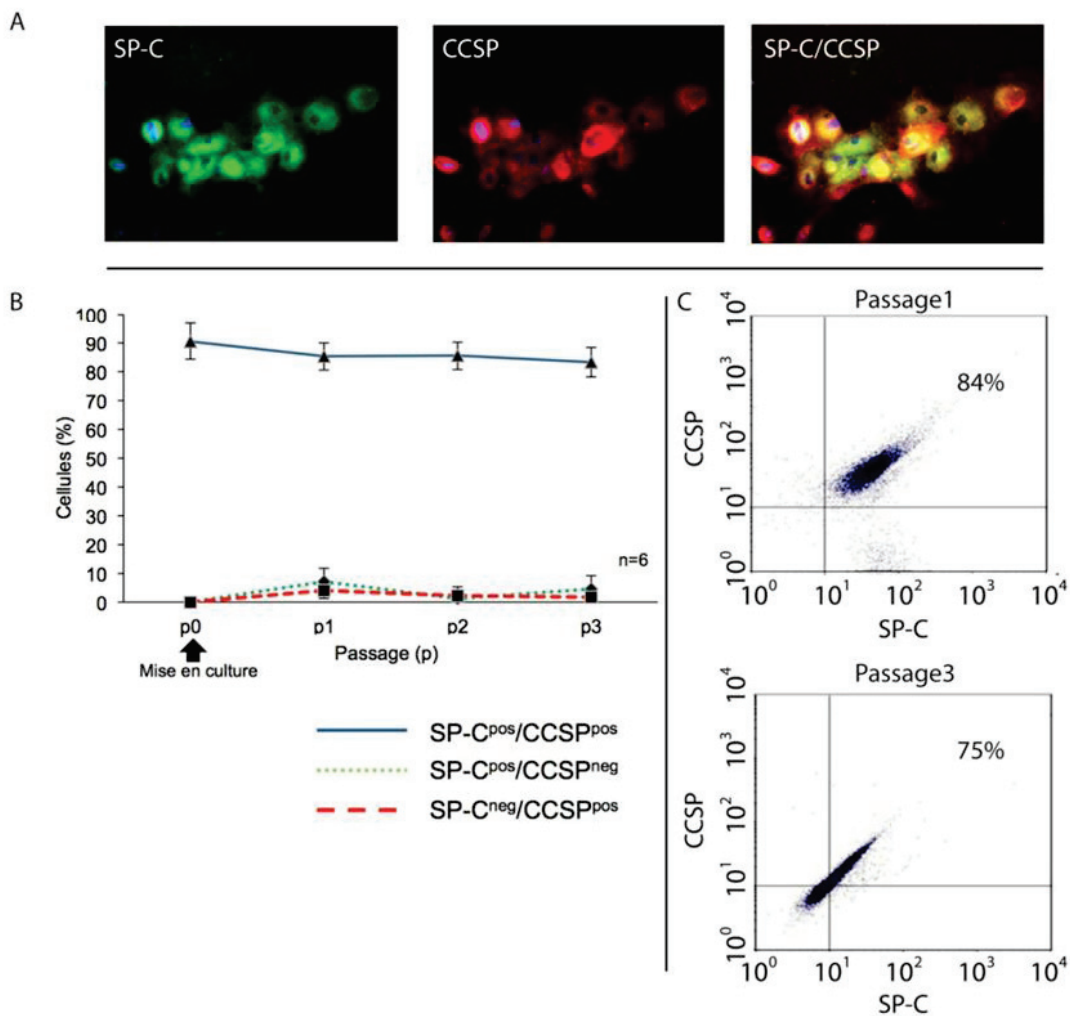 A
SP-C
CCSP
SP-C/CCSP
B
100
90
80
70
60
50
40
30
20
10
0
Cellules (%)
n=6
p0
p1
p2
p3
Passage (p)
Mise en culture
SP-Cᵖᵒˢ/CCSPᵖᵒˢ
SP-Cᵖᵒˢ/CCSPⁿᵉᵍ
SP-Cⁿᵉᵍ/CCSPᵖᵒˢ
C
Passage1
10⁴
10³
10²
10¹
10⁰
CCSP
84%
10⁰ 10¹ 10² 10³ 10⁴
SP-C
Passage3
10⁴
10³
10²
10¹
10⁰
CCSP
75%
10⁰ 10¹ 10² 10³ 10⁴
SP-C